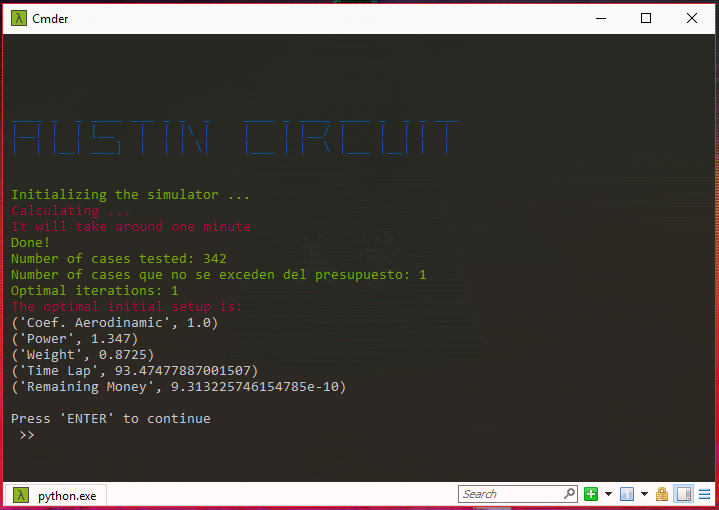 Cmder
AUSTIN CIRCUIT
Initializing the simulator ...
Calculating ...
It will take around one minute
Done!
Number of cases tested: 342
Number of cases que no se exceden del presupuesto: 1
Optimal iterations: 1
The optimal initial setup is:
('Coef. Aerodinamic', 1.0)
('Power', 1.347)
('Weight', 0.8725)
('Time Lap', 93.47477887001507)
('Remaining Money', 9.313225746154785e-10)
Press 'ENTER' to continue
>>
python.exe
Search